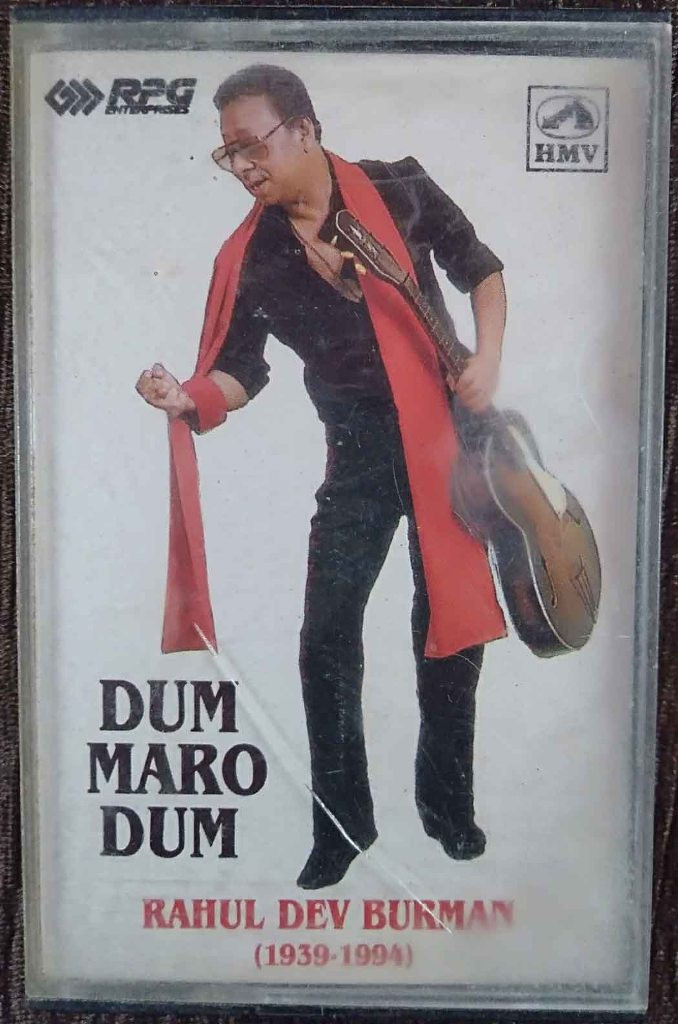 RPG
ENTERPRISES
HMV
DUM
MARO
DUM
RAHUL DEV BURMAN
(1939-1994)